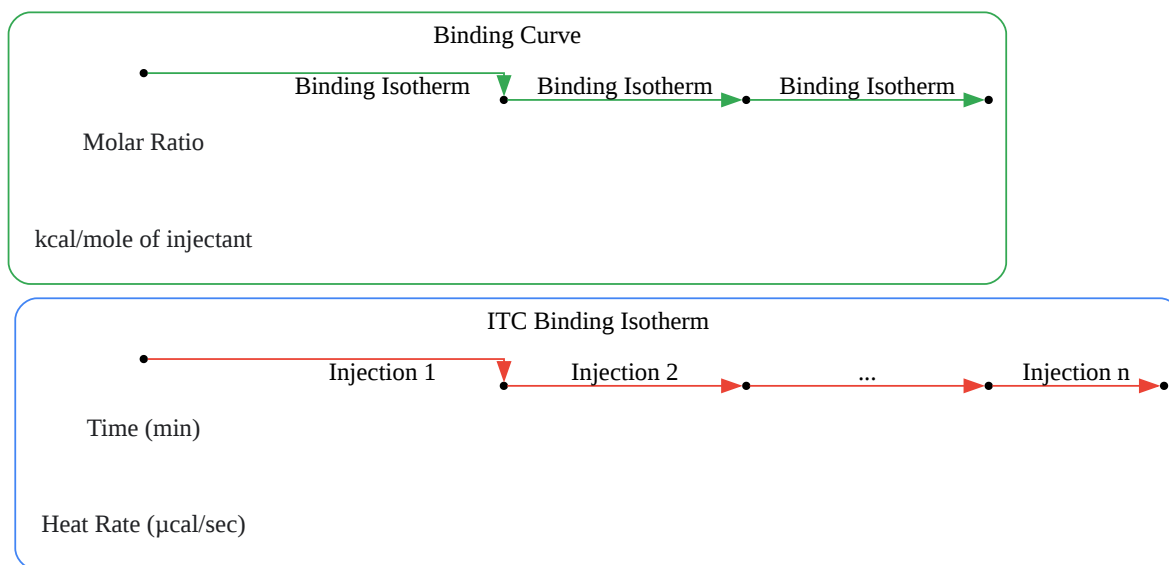 Binding Curve
Binding Isotherm Binding Isotherm Binding Isotherm
Molar Ratio
kcal/mole of injectant
ITC Binding Isotherm
Injection 1 Injection 2 ... Injection n
Time (min)
Heat Rate (µcal/sec)